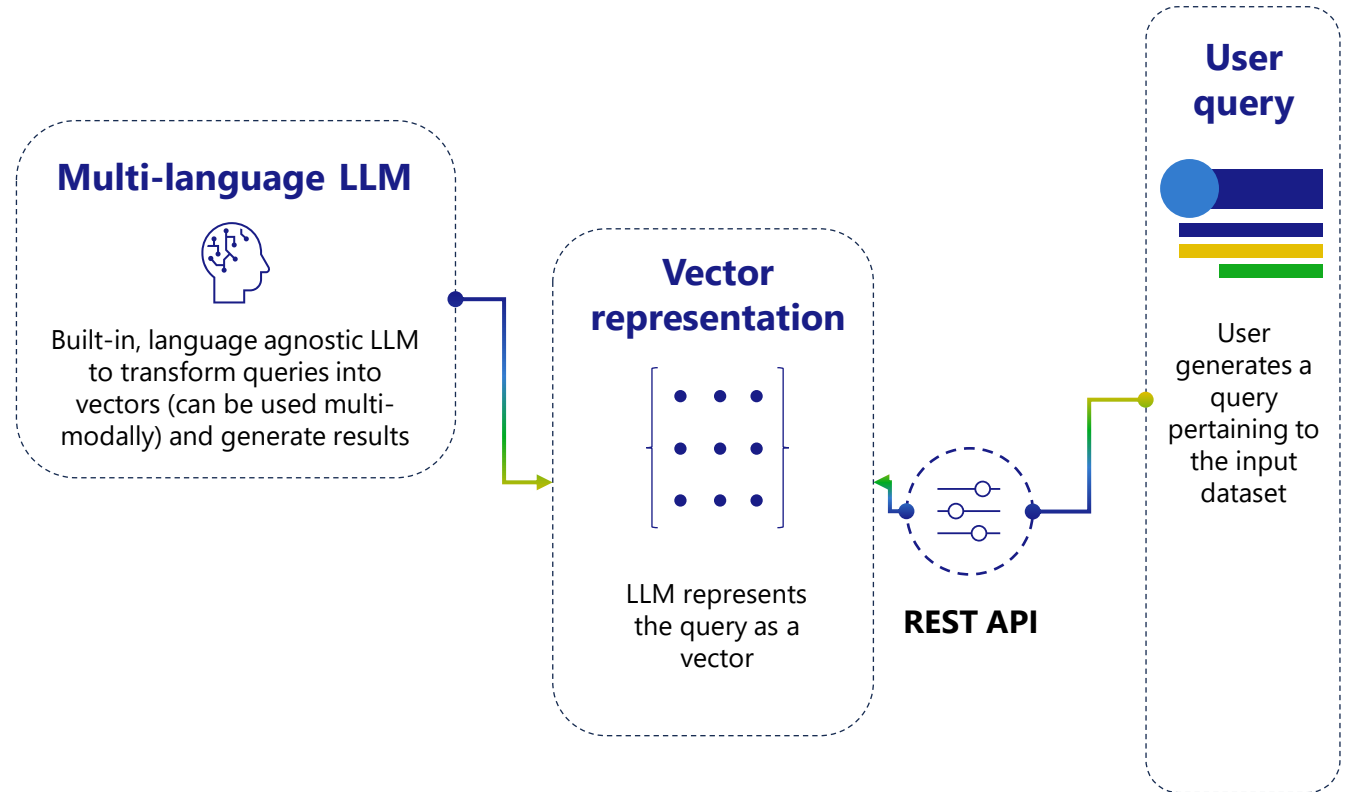 Multi-language LLM
Built-in, language agnostic LLM
to transform queries into
vectors (can be used multi-
modally) and generate results
Vector
representation
LLM represents
the query as a
vector
REST API
User
query
User
generates a
query
pertaining to
the input
dataset